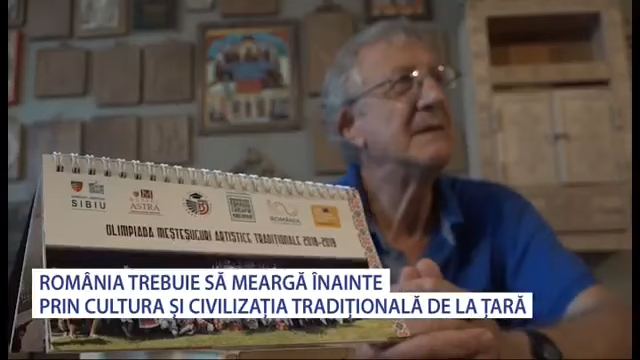 SIBIU
ASTRA
ROMÂNIA
OLIMPIADA MEȘTEȘUGURI ARTISTICE TRADIȚIONALE 2018-2019
ROMÂNIA TREBUIE SĂ MEARGĂ ÎNAINTE
PRIN CULTURA ȘI CIVILIZAȚIA TRADIȚIONALĂ DE LA ȚARĂ